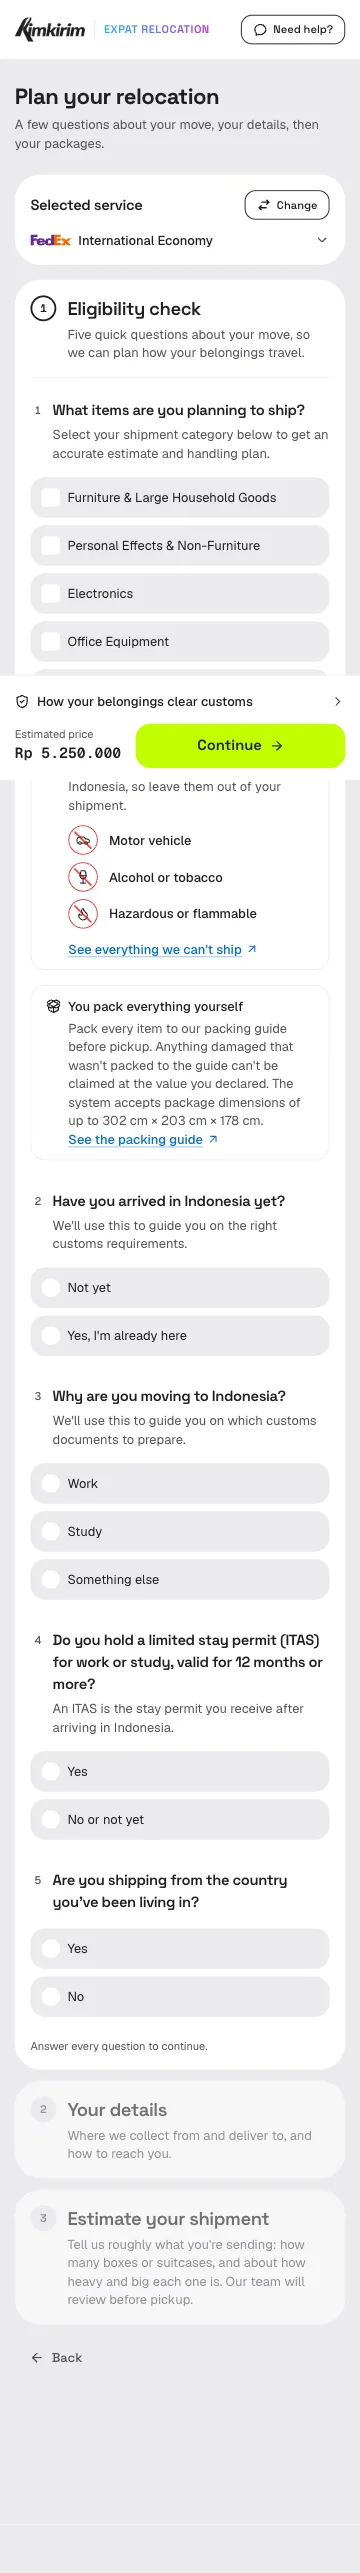 Kimkirim
EXPAT RELOCATION
Need help?
Plan your relocation
A few questions about your move, your details, then
your packages.
Selected service
Change
FedEx International Economy
1
Eligibility check
Five quick questions about your move, so
we can plan how your belongings travel.
1
What items are you planning to ship?
Select your shipment category below to get an
accurate estimate and handling plan.
Furniture & Large Household Goods
Personal Effects & Non-Furniture
Electronics
Office Equipment
How your belongings clear customs
Estimated price
Rp 5.250.000
Continue
Indonesia, so leave them out of your
shipment.
Motor vehicle
Alcohol or tobacco
Hazardous or flammable
See everything we can't ship
You pack everything yourself
Pack every item to our packing guide
before pickup. Anything damaged that
wasn't packed to the guide can't be
claimed at the value you declared. The
system accepts package dimensions of
up to 302 cm × 203 cm × 178 cm.
See the packing guide
2
Have you arrived in Indonesia yet?
We'll use this to guide you on the right
customs requirements.
Not yet
Yes, I'm already here
3
Why are you moving to Indonesia?
We'll use this to guide you on which customs
documents to prepare.
Work
Study
Something else
4
Do you hold a limited stay permit (ITAS)
for work or study, valid for 12 months or
more?
An ITAS is the stay permit you receive after
arriving in Indonesia.
Yes
No or not yet
5
Are you shipping from the country
you've been living in?
Yes
No
Answer every question to continue.
2
Your details
Where we collect from and deliver to, and
how to reach you.
3
Estimate your shipment
Tell us roughly what you're sending: how
many boxes or suitcases, and about how
heavy and big each one is. Our team will
review before pickup.
Back